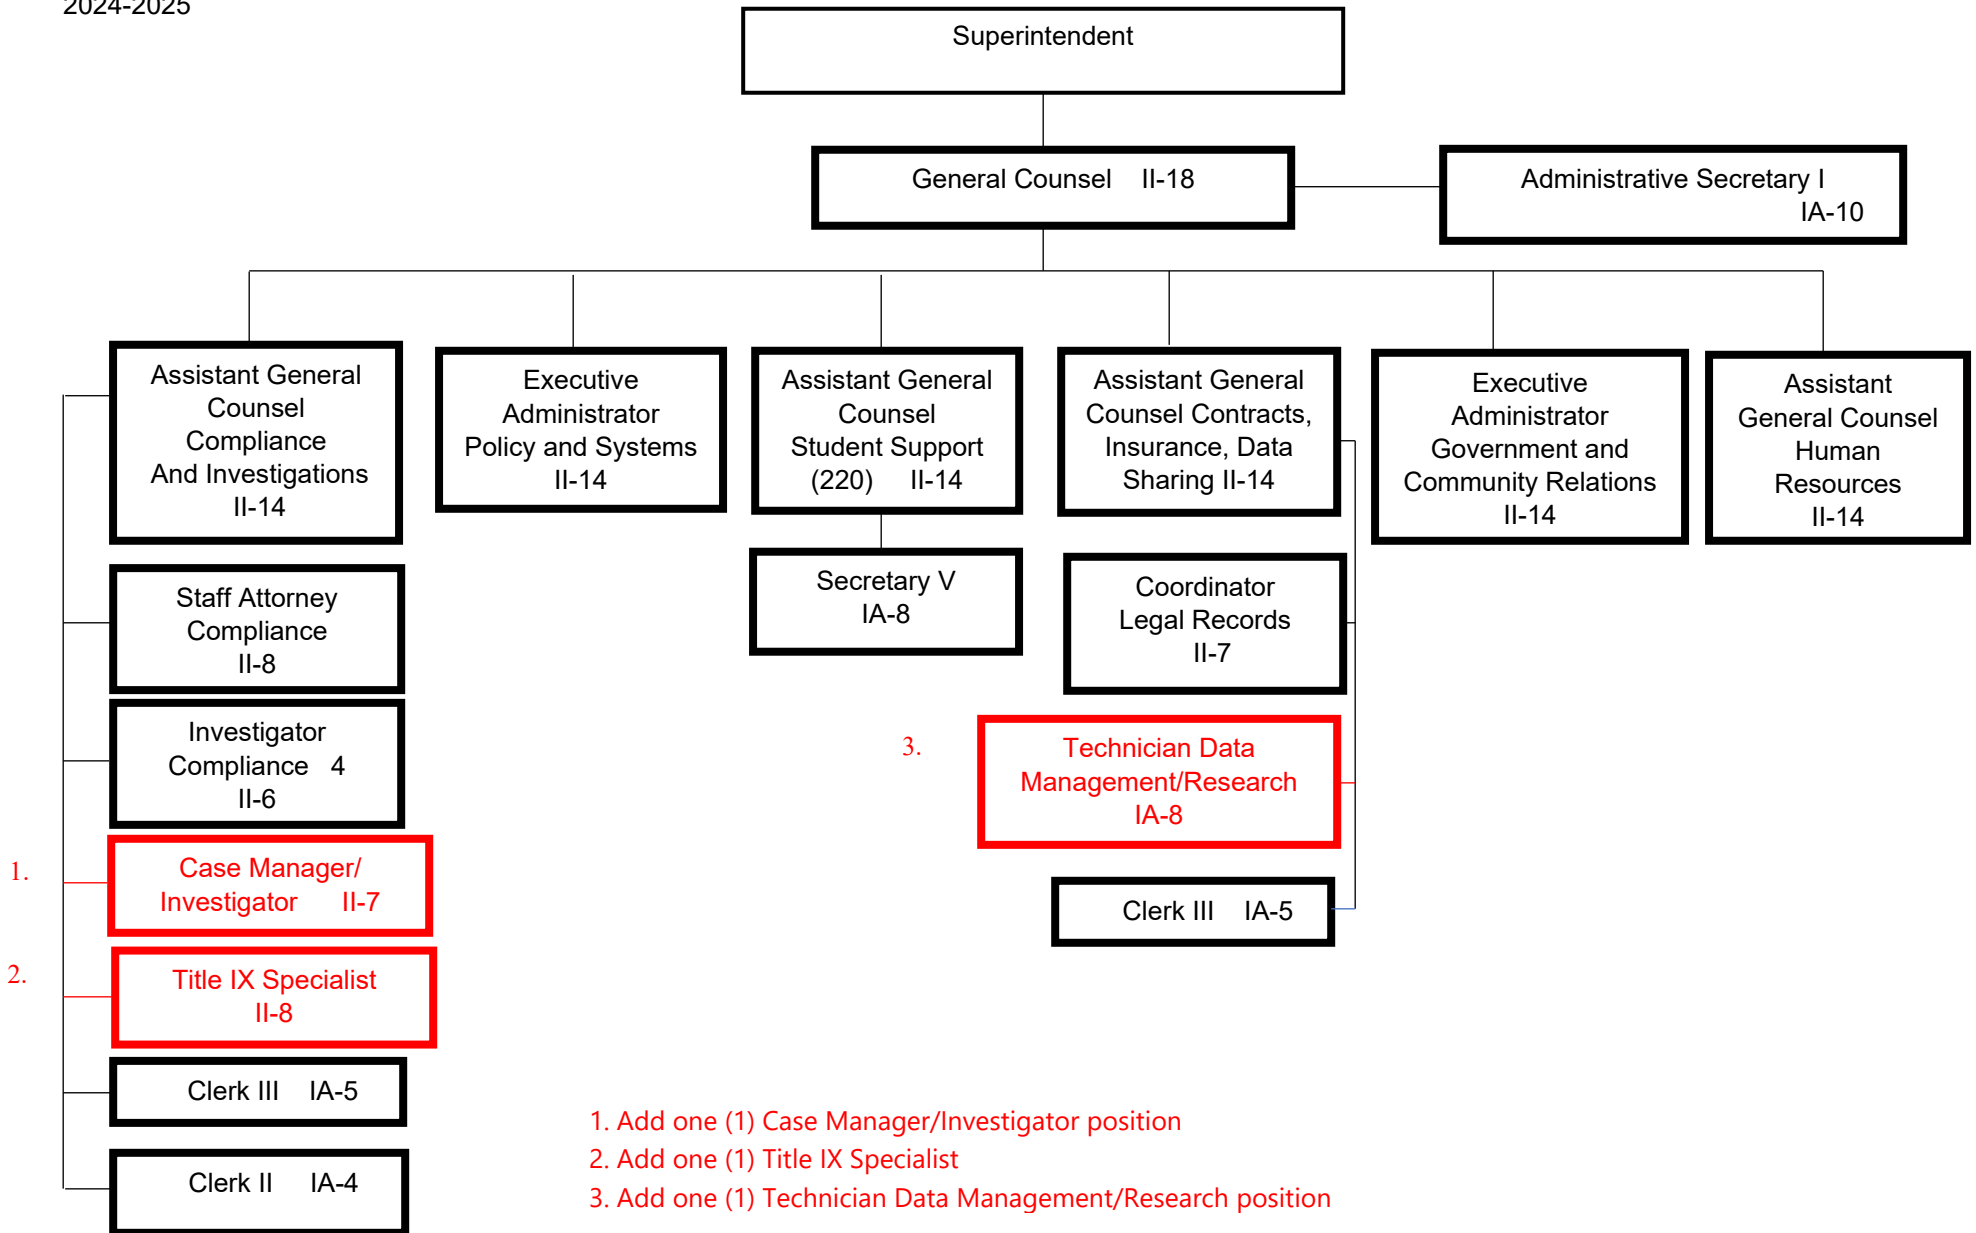 2024-2025
Superintendent
General Counsel II-18
Administrative Secretary I
IA-10
Assistant General
Counsel
Compliance
And Investigations
II-14
Executive
Administrator
Policy and Systems
II-14
Assistant General
Counsel
Student Support
(220) II-14
Assistant General
Counsel Contracts,
Insurance, Data
Sharing II-14
Executive
Administrator
Government and
Community Relations
II-14
Assistant
General Counsel
Human
Resources
II-14
Staff Attorney
Compliance
II-8
Secretary V
IA-8
Coordinator
Legal Records
II-7
Investigator
Compliance 4
II-6
3.
Technician Data
Management/Research
IA-8
1.
Case Manager/
Investigator II-7
Clerk III IA-5
2.
Title IX Specialist
II-8
Clerk III IA-5
Clerk II IA-4
1. Add one (1) Case Manager/Investigator position
2. Add one (1) Title IX Specialist
3. Add one (1) Technician Data Management/Research position